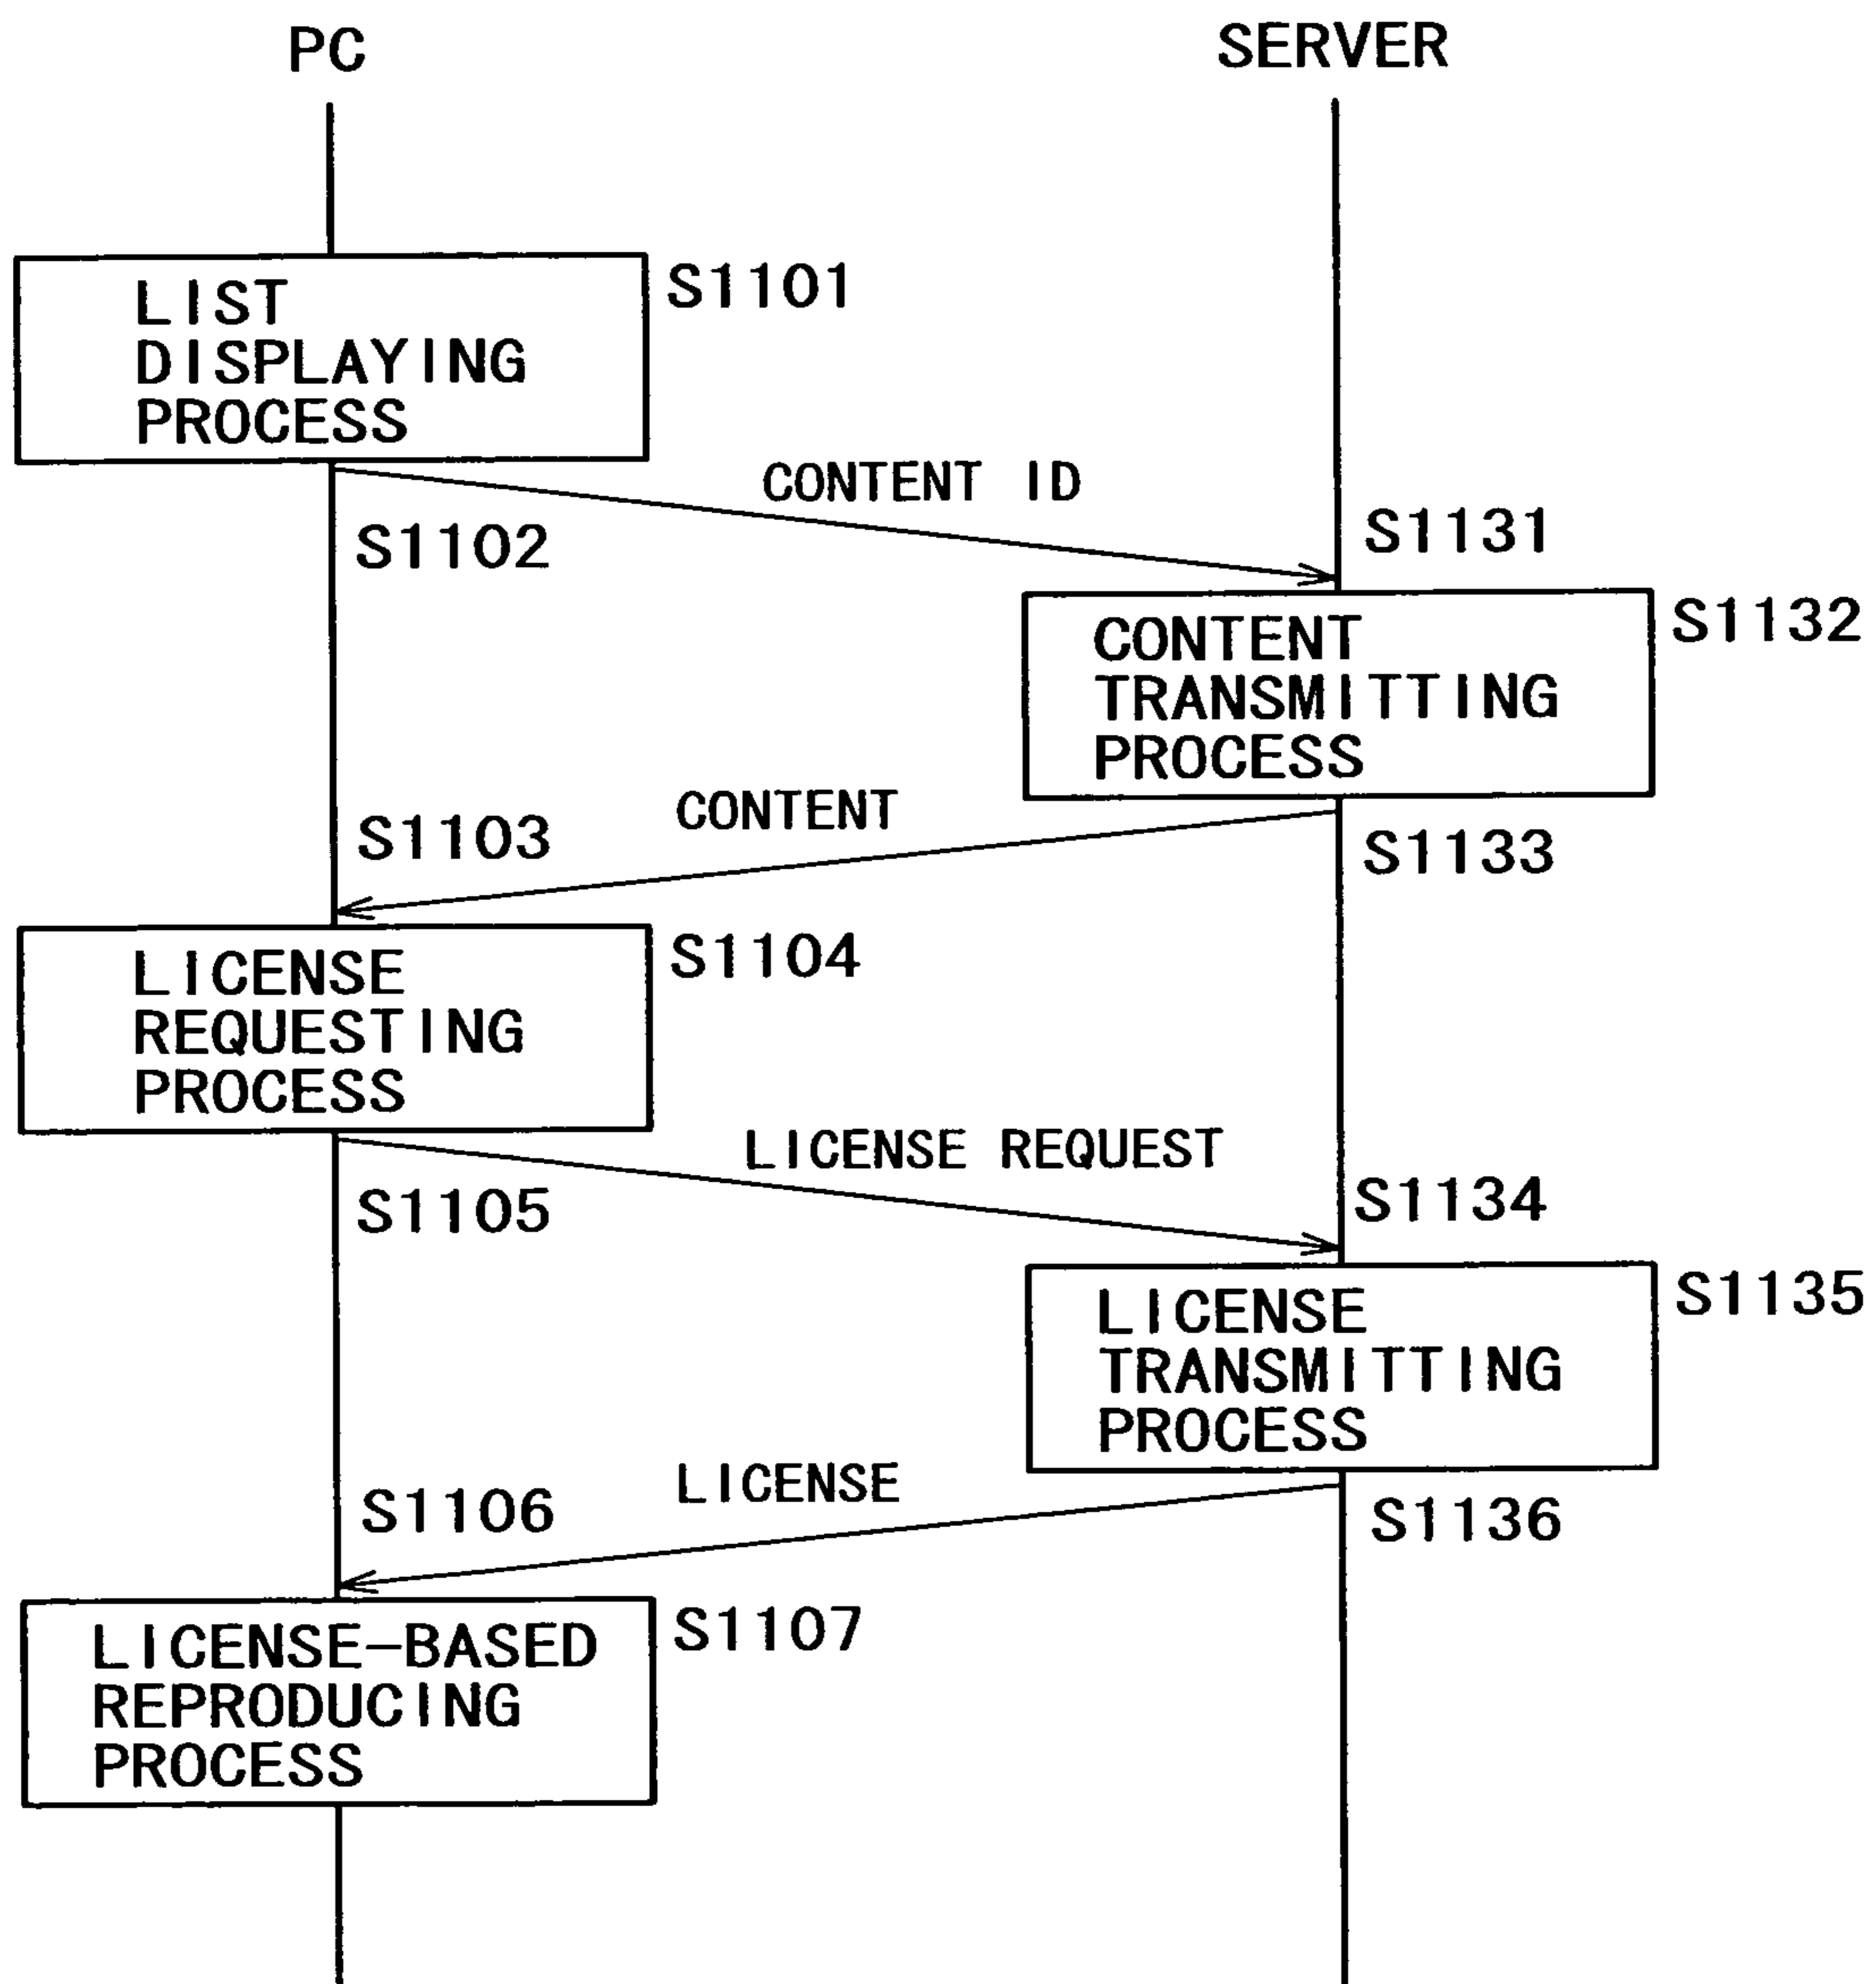 PC
SERVER
LIST
DISPLAYING
PROCESS
S1101
CONTENT ID
S1102
S1131
CONTENT
TRANSMITTING
PROCESS
S1132
CONTENT
S1103
S1133
LICENSE
REQUESTING
PROCESS
S1104
LICENSE REQUEST
S1105
S1134
LICENSE
TRANSMITTING
PROCESS
S1135
LICENSE
S1106
S1136
LICENSE-BASED
REPRODUCING
PROCESS
S1107